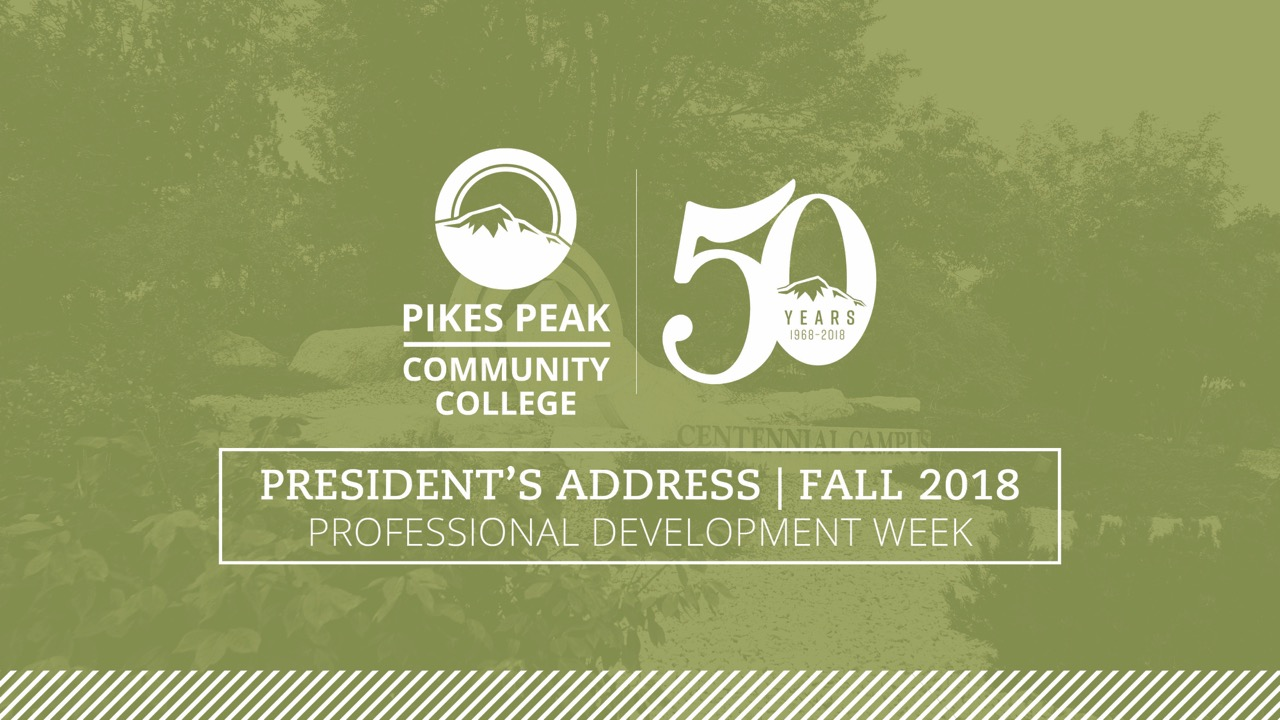 PIKES PEAK
COMMUNITY
COLLEGE
50
YEARS
1968-2018
CENTENNIAL CAMPUS
PRESIDENT'S ADDRESS | FALL 2018
PROFESSIONAL DEVELOPMENT WEEK